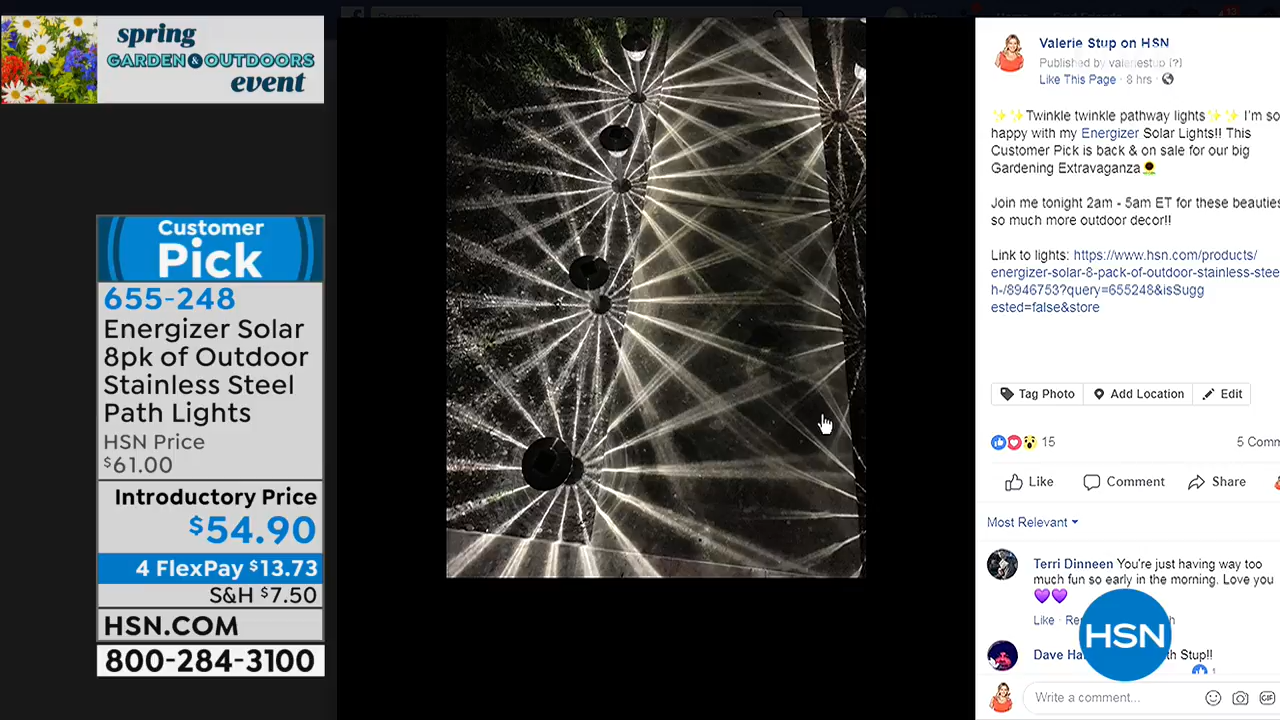 spring
GARDEN & OUTDOORS
event
Customer
Pick
655-248
Energizer Solar
8pk of Outdoor
Stainless Steel
Path Lights
HSN Price
$61.00
Introductory Price
$54.90
4 FlexPay $13.73
S&H $7.50
HSN.COM
800-284-3100
Valerie Stup on HSN
Published by valeriestup [?]
Like This Page · 8 hrs ·
✨✨Twinkle twinkle pathway lights✨✨ I'm so
happy with my Energizer Solar Lights!! This
Customer Pick is back & on sale for our big
Gardening Extravaganza🌻
Join me tonight 2am - 5am ET for these beauties
so much more outdoor decor!!
Link to lights: https://www.hsn.com/products/
energizer-solar-8-pack-of-outdoor-stainless-stee
h-/8946753?query=655248&isSugg
ested=false&store
Tag Photo
Add Location
Edit
15
5 Comm
Like
Comment
Share
Most Relevant
Terri Dinneen You're just having way too
much fun so early in the morning. Love you
💜💜
Like ·
HSN
Dave
Stup!!
1
Write a comment...
GIF